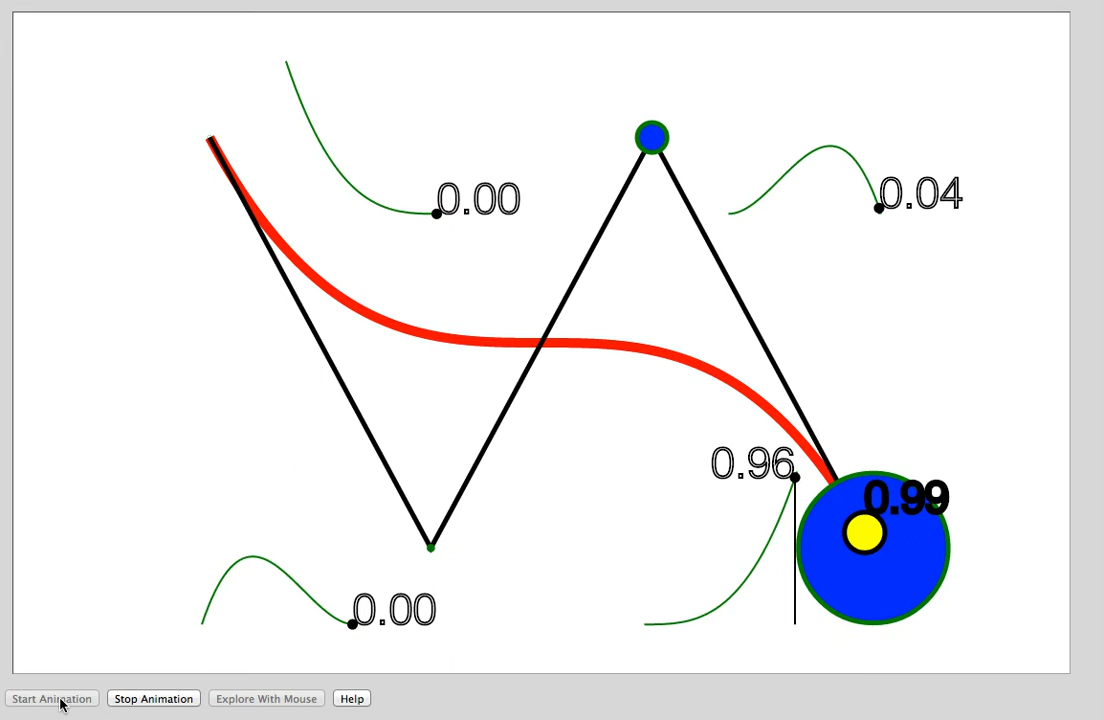 0.00
0.04
0.96
0.99
0.00
Start Animation
Stop Animation
Explore With Mouse
Help